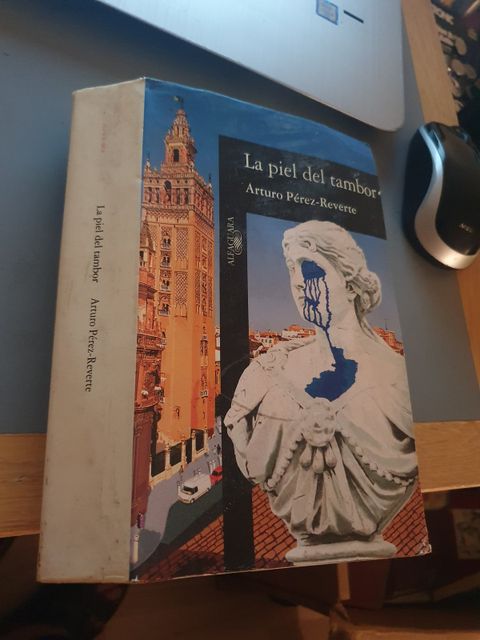 La piel del tambor
Arturo Pérez-Reverte
ALFAGUARA
La piel del tambor Arturo Pérez-Reverte